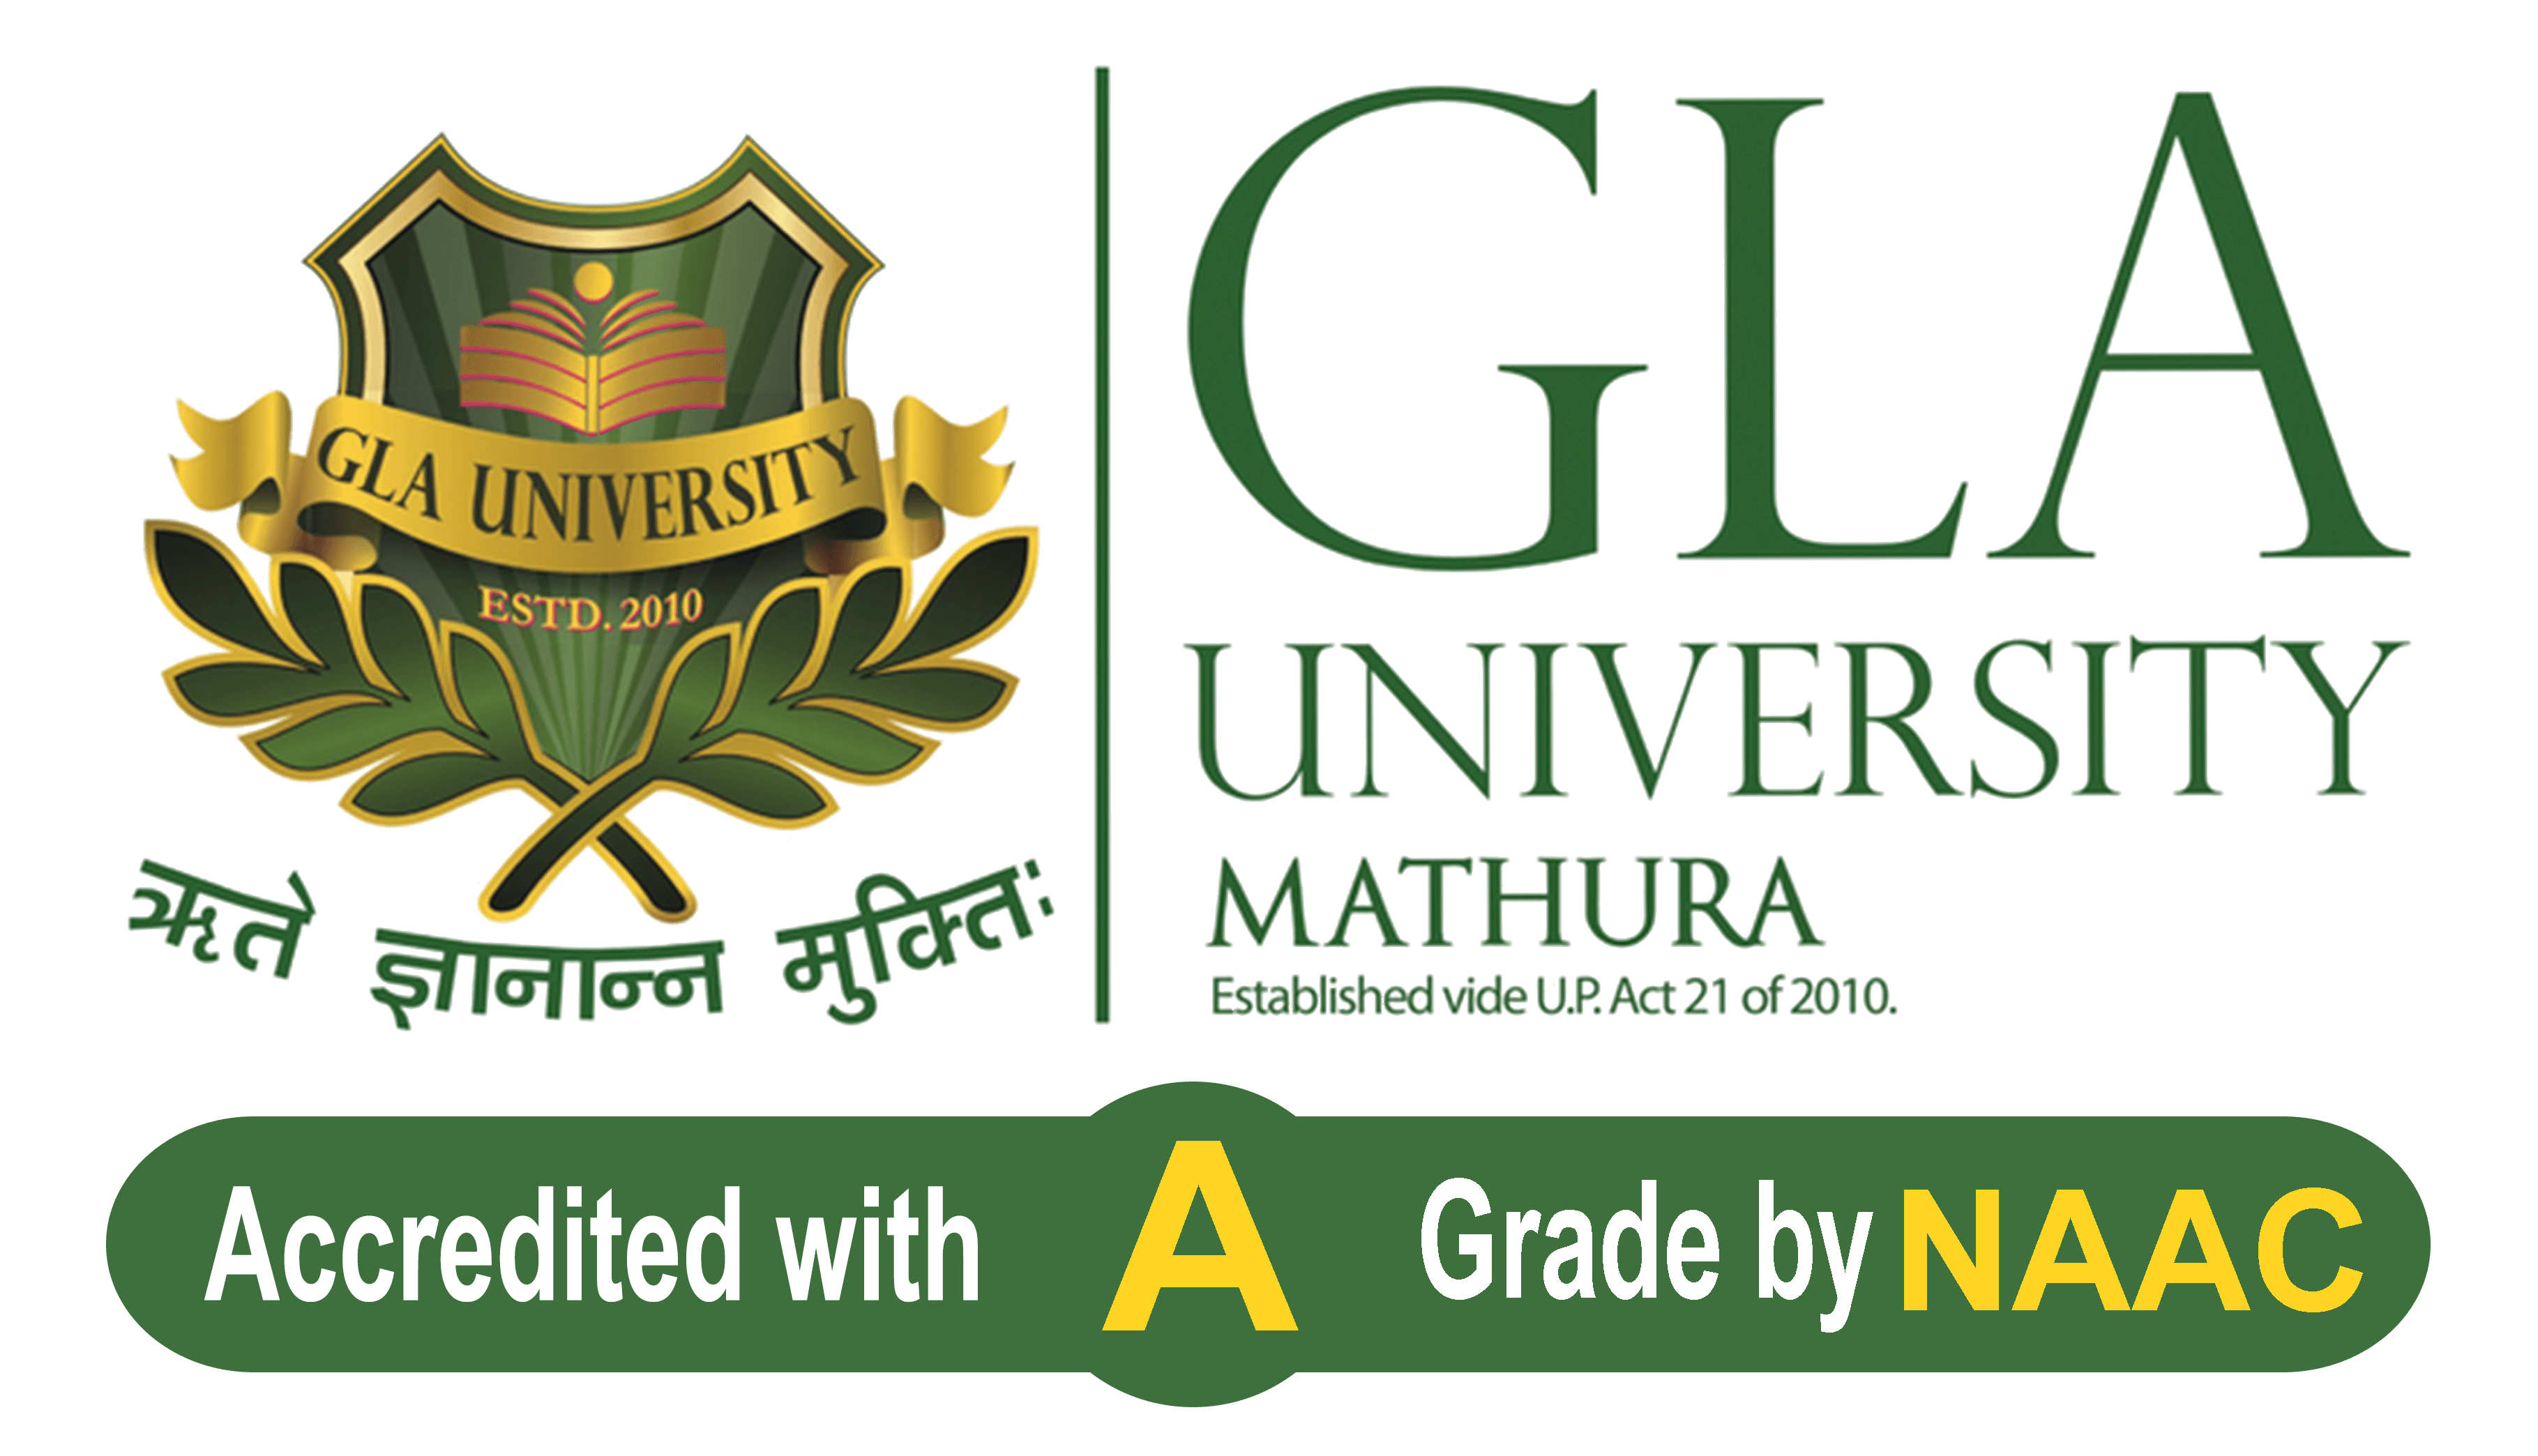 GLA UNIVERSITY
ESTD. 2010
ऋते ज्ञानान्न मुक्तिः
GLA
UNIVERSITY
MATHURA
Established vide U.P. Act 21 of 2010.
Accredited with A Grade by NAAC